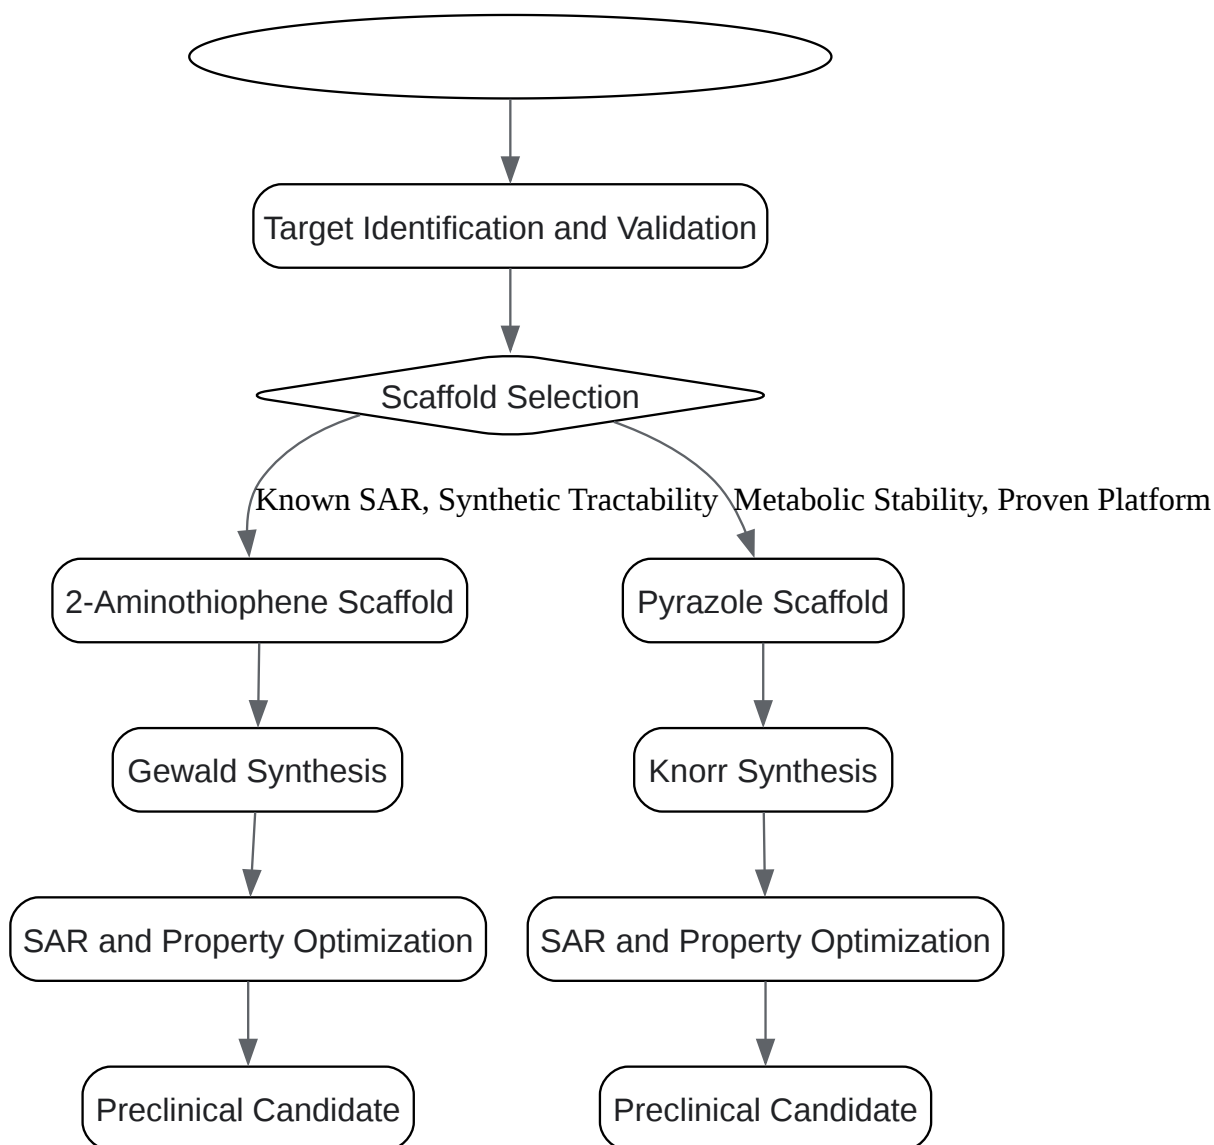 Target Identification and Validation
Scaffold Selection
Known SAR, Synthetic Tractability
Metabolic Stability, Proven Platform
2-Aminothiophene Scaffold
Pyrazole Scaffold
Gewald Synthesis
Knorr Synthesis
SAR and Property Optimization
SAR and Property Optimization
Preclinical Candidate
Preclinical Candidate